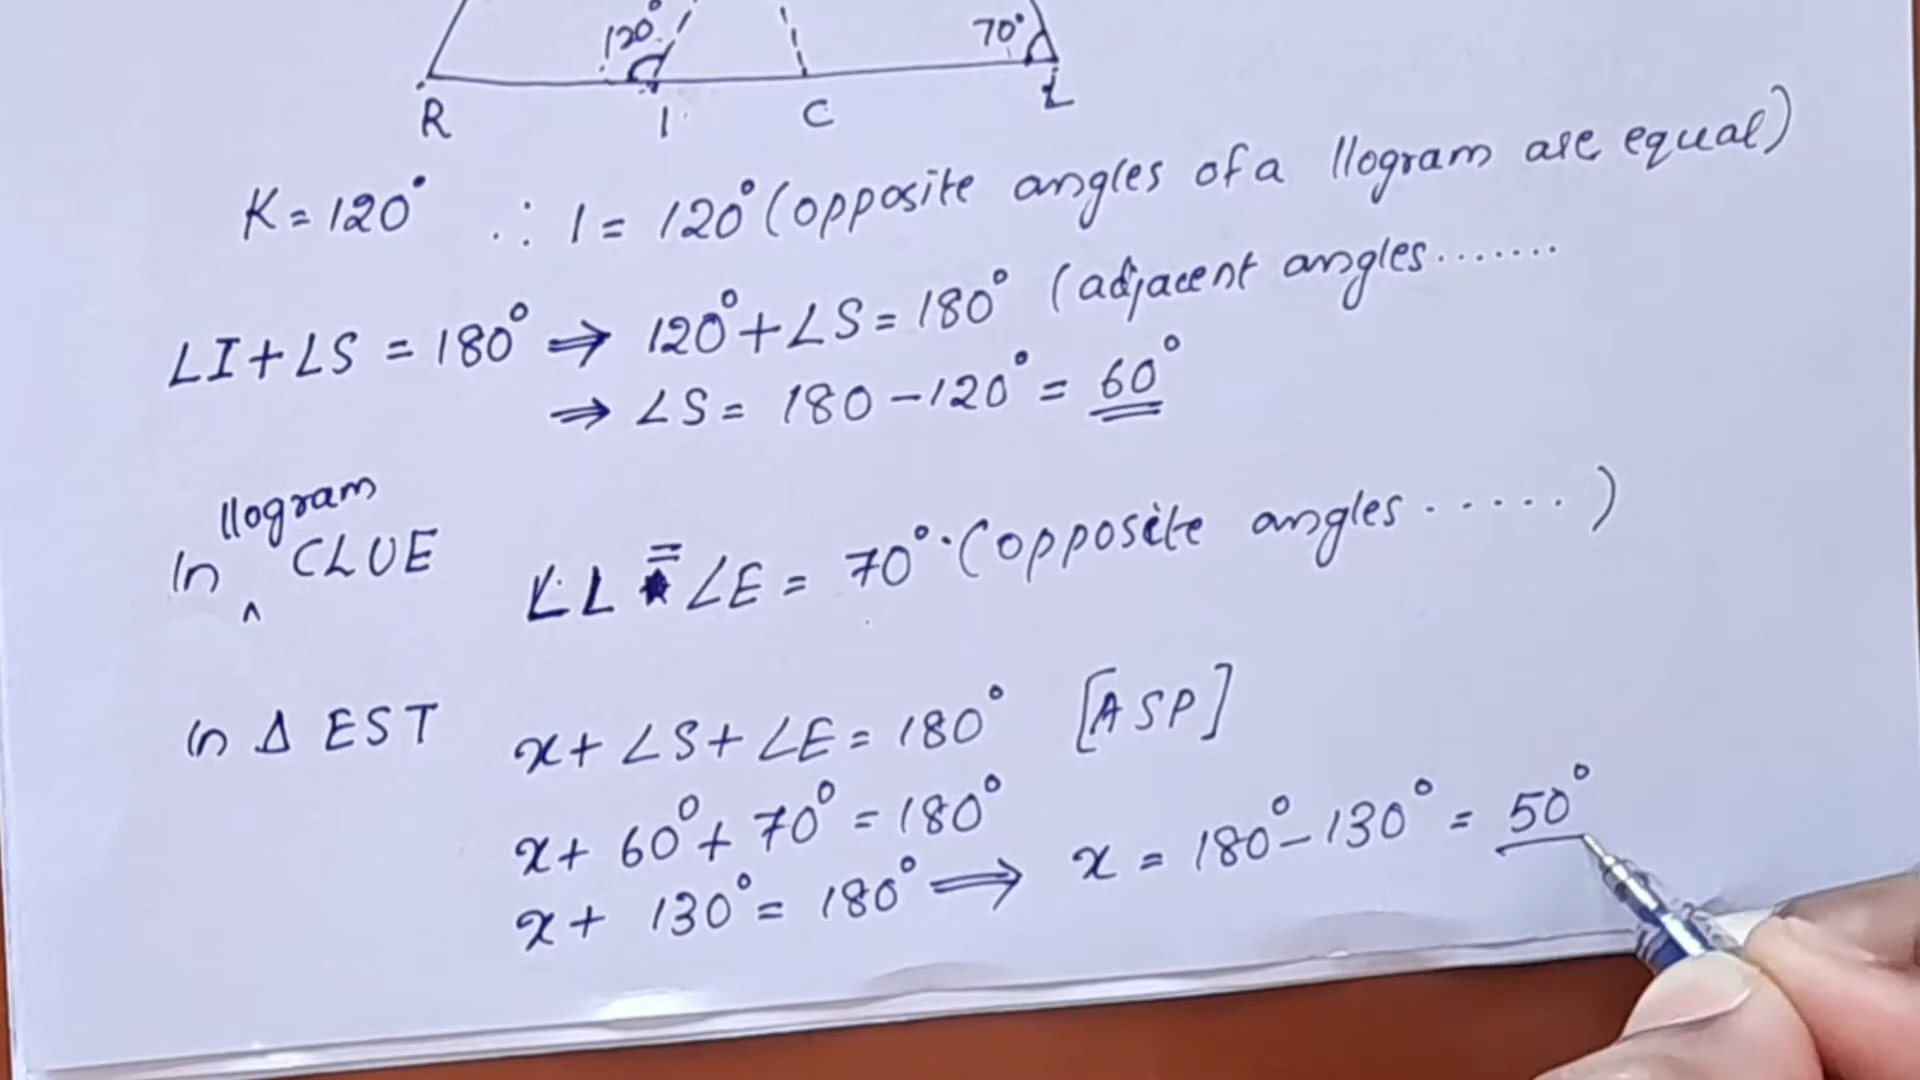 120° 70°
R I C L
K = 120° ∴ I = 120° (opposite angles of a llogram are equal)
∠I + ∠S = 180° ⇒ 120° + ∠S = 180° (adjacent angles.......
⇒ ∠S = 180 - 120° = 60°
llogram
In ^ CLUE ∠L = ∠E = 70°. (opposite angles ......)
In Δ EST x + ∠S + ∠E = 180° [ASP]
x + 60° + 70° = 180°
x + 130° = 180° ⇒ x = 180° - 130° = 50°